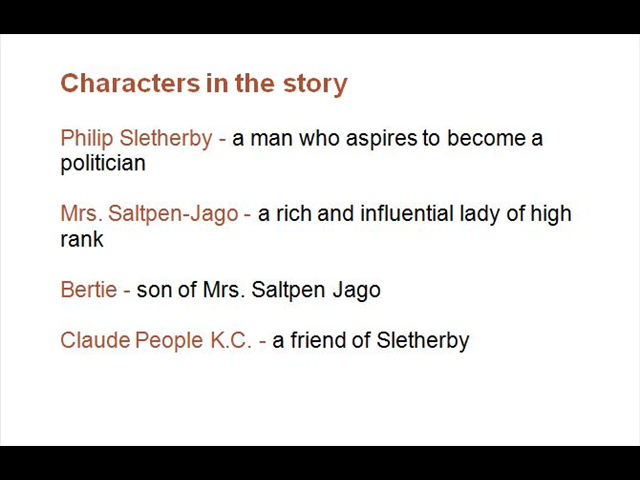 Characters in the story
Philip Sletherby - a man who aspires to become a
politician
Mrs. Saltpen-Jago - a rich and influential lady of high
rank
Bertie - son of Mrs. Saltpen Jago
Claude People K.C. - a friend of Sletherby